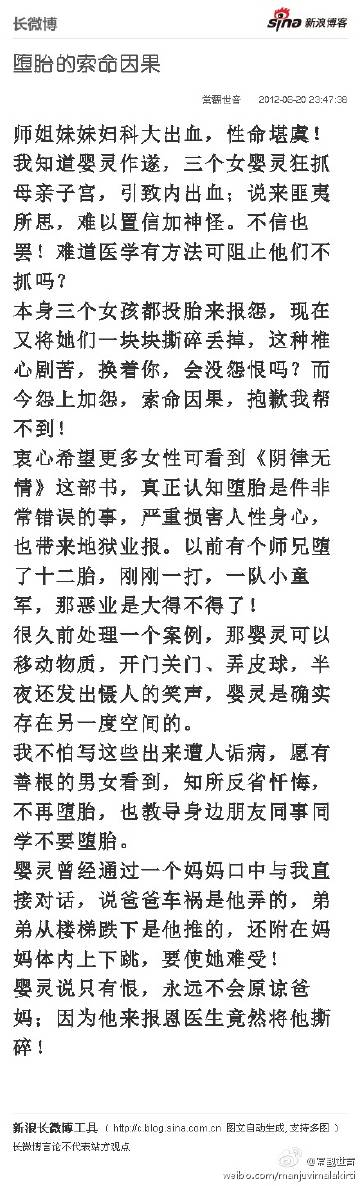 长微博
sina 新浪博客
堕胎的索命因果
常翻世音 2012-06-20 23:47:38
师姐妹妹妇科大出血，性命堪虞！
我知道婴灵作遂，三个女婴灵狂抓
母亲子宫，引致内出血；说来匪夷
所思，难以置信加神怪。不信也
罢！难道医学有方法可阻止他们不
抓吗？
本身三个女孩都投胎来报怨，现在
又将她们一块块撕碎丢掉，这种椎
心剧苦，换着你，会没怨恨吗？而
今怨上加怨，索命因果，抱歉我帮
不到！
衷心希望更多女性可看到《阴律无
情》这部书，真正认知堕胎是件非
常错误的事，严重损害人性身心，
也带来地狱业报。以前有个师兄堕
了十二胎，刚刚一打，一队小童
军，那恶业是大得不得了！
很久前处理一个案例，那婴灵可以
移动物质，开门关门、弄皮球，半
夜还发出慑人的笑声，婴灵是确实
存在另一度空间的。
我不怕写这些出来遭人诟病，愿有
善根的男女看到，知所反省忏悔，
不再堕胎，也教导身边朋友同事同
学不要堕胎。
婴灵曾经通过一个妈妈口中与我直
接对话，说爸爸车祸是他弄的，弟
弟从楼梯跌下是他推的，还附在妈
妈体内上下跳，要使她难受！
婴灵说只有恨，永远不会原谅爸
妈；因为他来报恩医生竟然将他撕
碎！
新浪长微博工具（ http://c.blog.sina.com.cn 图文自动生成，支持多图 ）
长微博言论不代表站方观点
weibo.com/manjuvimalakirti